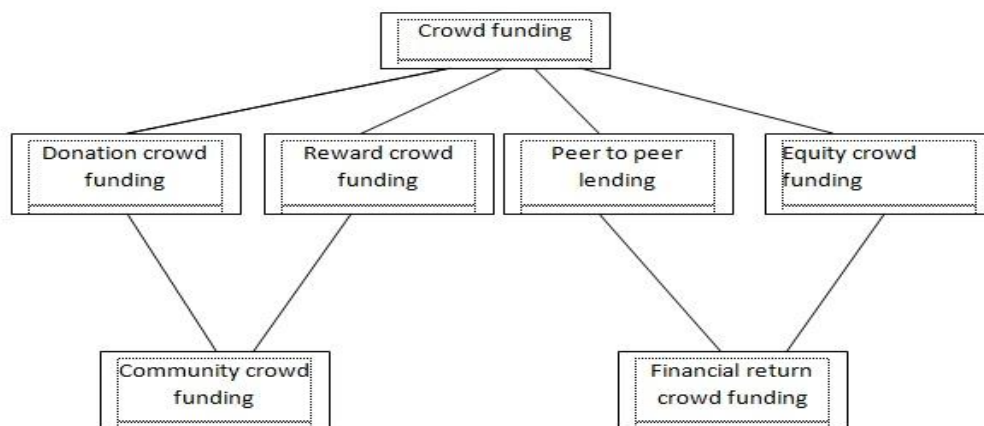 Crowd funding
Donation crowd
funding
Reward crowd
funding
Peer to peer
lending
Equity crowd
funding
Community crowd
funding
Financial return
crowd funding